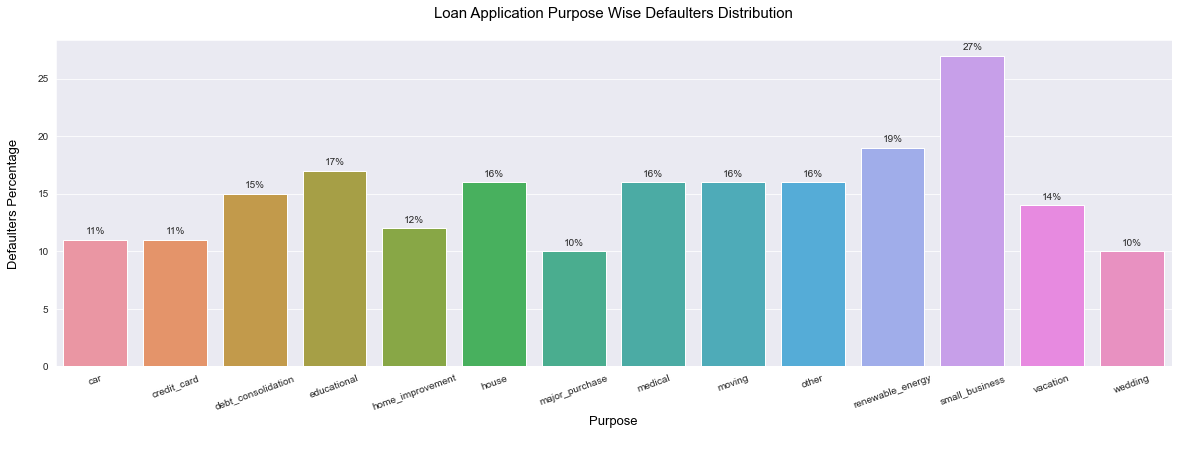 Loan Application Purpose Wise Defaulters Distribution
27%
25
20
19%
17%
16%
16%
16%
16%
15%
15
14%
12%
11%
11%
10%
10%
10
5
0
Defaulters Percentage
car
credit_card
debt_consolidation
educational
home_improvement
house
major_purchase
medical
moving
other
renewable_energy
small_business
vacation
wedding
Purpose